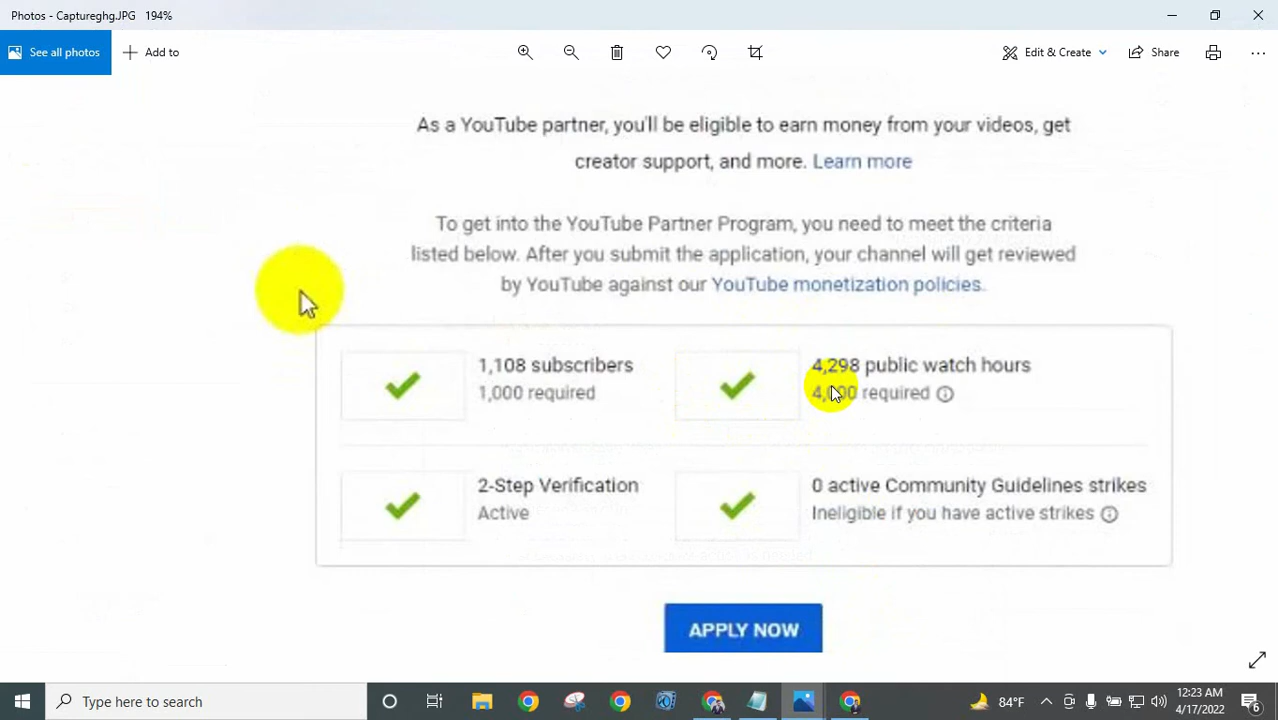 Photos - Captureghg.JPG 194%
See all photos
Add to
Edit & Create
Share
As a YouTube partner, you'll be eligible to earn money from your videos, get
creator support, and more. Learn more
To get into the YouTube Partner Program, you need to meet the criteria
listed below. After you submit the application, your channel will get reviewed
by YouTube against our YouTube monetization policies.
1,108 subscribers
1,000 required
4,298 public watch hours
4,000 required
2-Step Verification
Active
0 active Community Guidelines strikes
Ineligible if you have active strikes
APPLY NOW
Type here to search
84°F
12:23 AM
4/17/2022
6